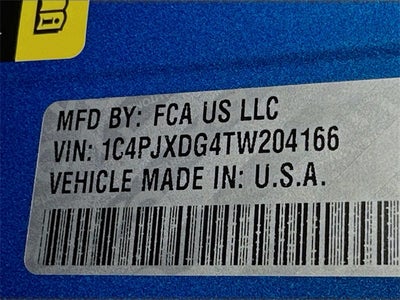 MFD BY: FCA US LLC
VIN: 1C4PJXDG4TW204166
VEHICLE MADE IN: U.S.A.